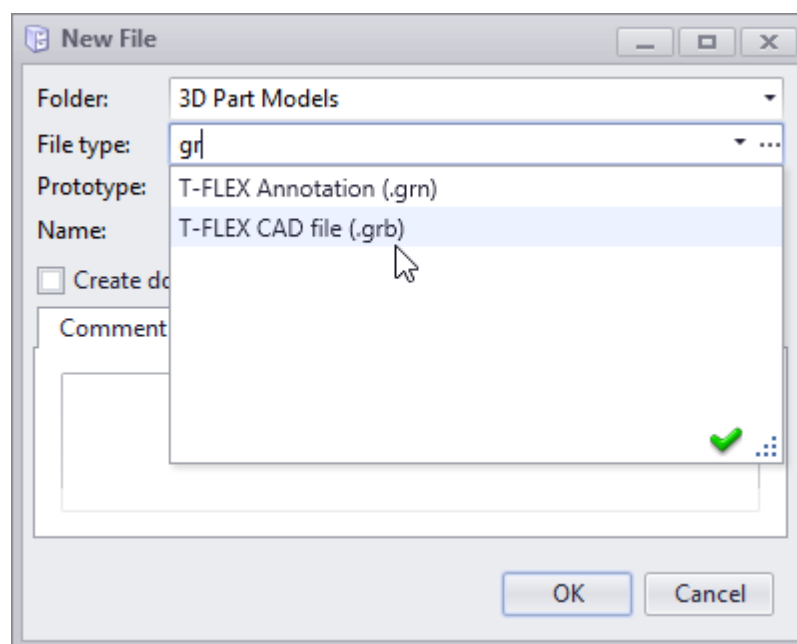 New File
Folder: 3D Part Models
File type: gr
Prototype: T-FLEX Annotation (.grn)
Name: T-FLEX CAD file (.grb)
Create do
Comment
OK Cancel